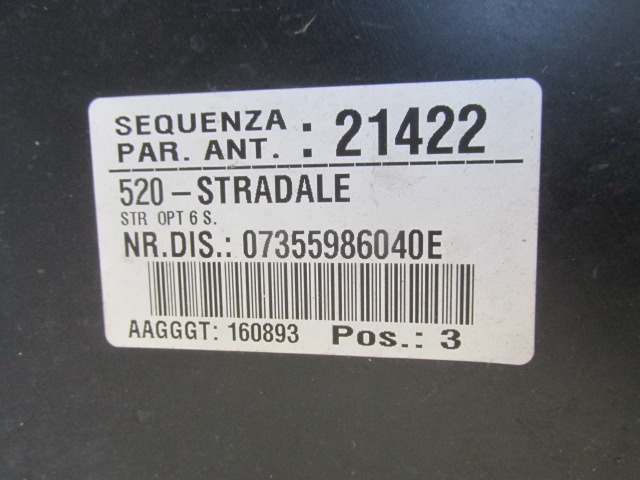 SEQUENZA
PAR. ANT. : 21422
520-STRADALE
STR OPT 6 S.
NR.DIS.: 07355986040E
AAGGGT: 160893 Pos.: 3